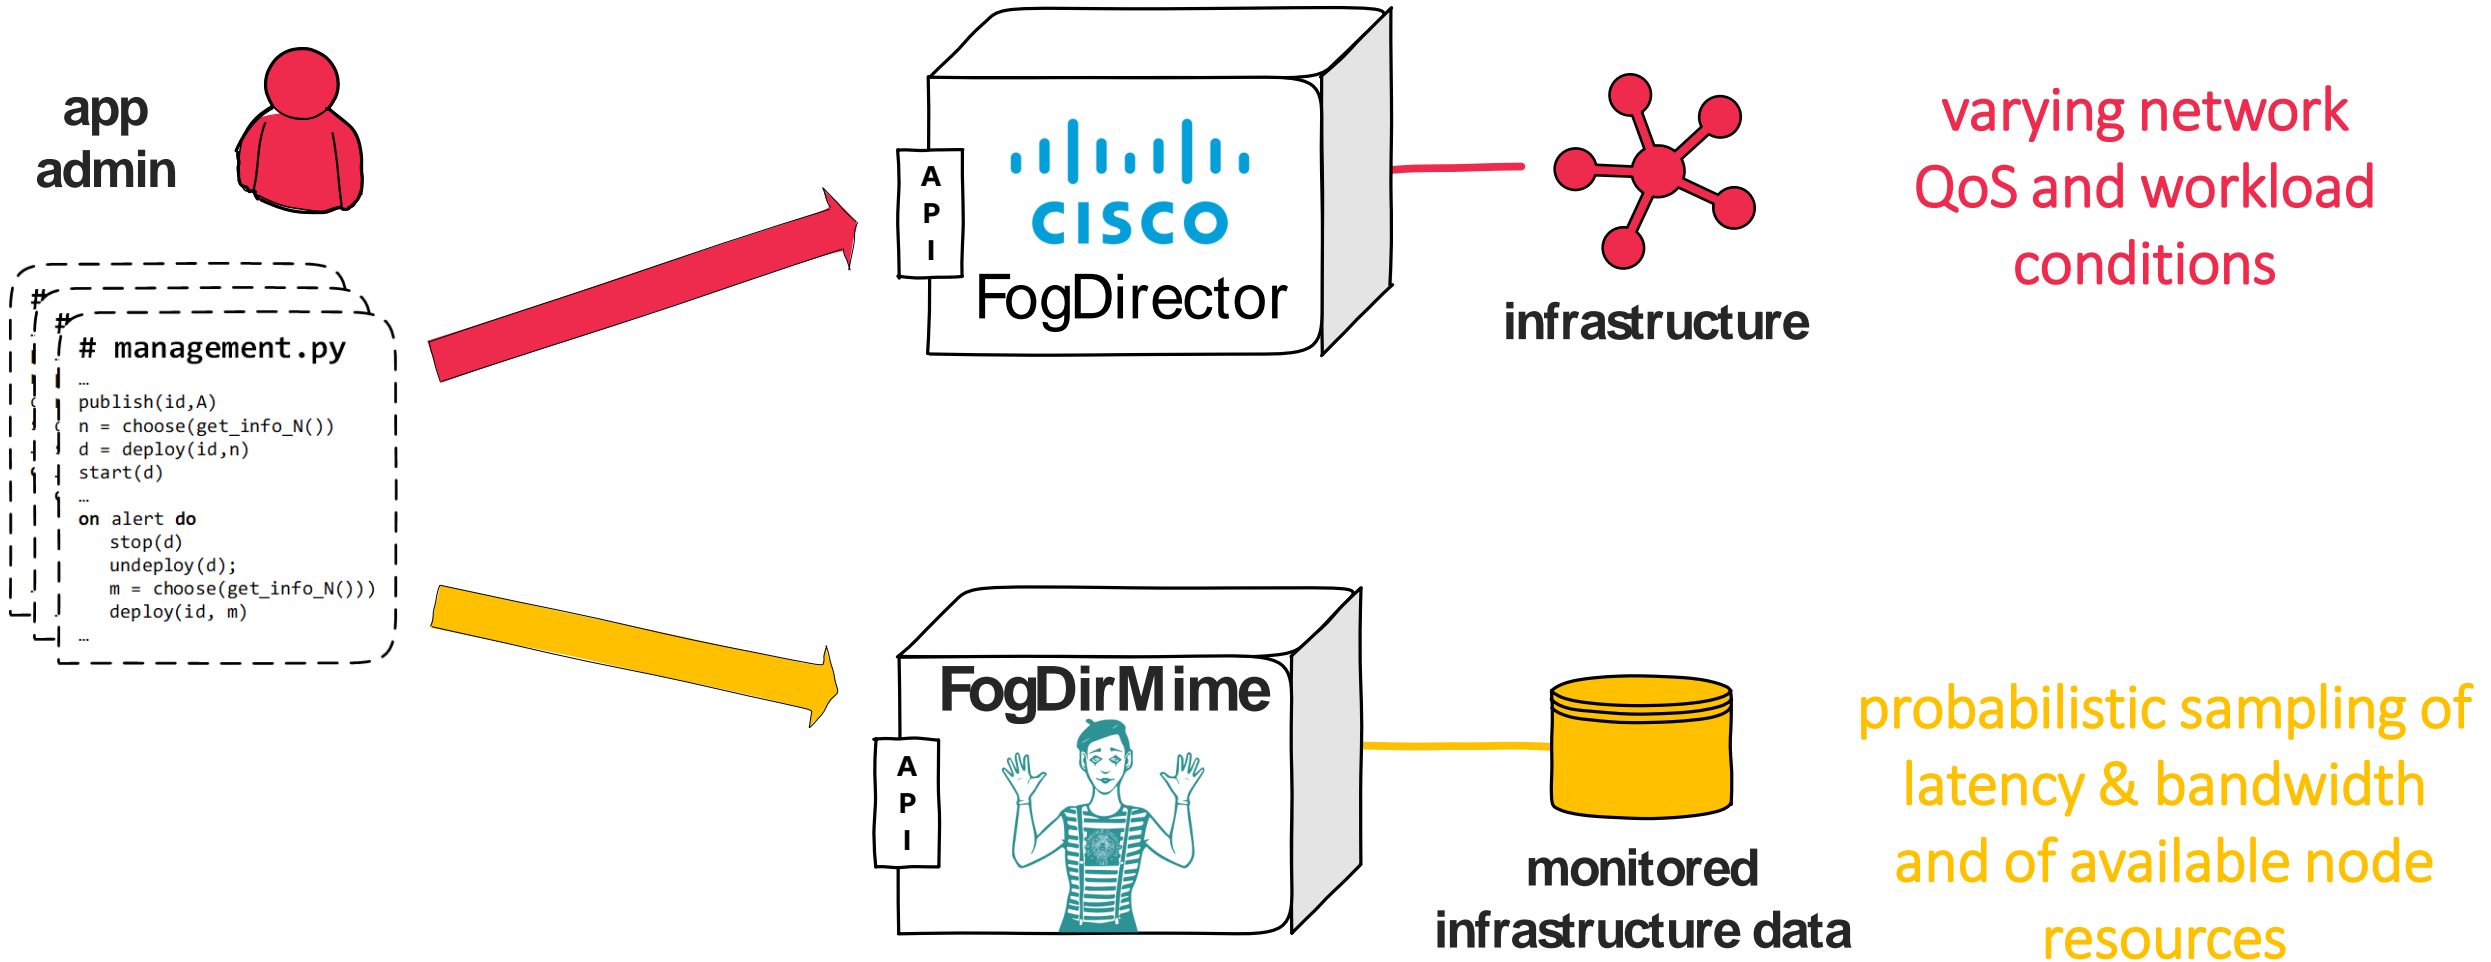 app
admin
# management.py
…
publish(id,A)
n = choose(get_info_N())
d = deploy(id,n)
start(d)
…
on alert do
stop(d)
undeploy(d);
m = choose(get_info_N()))
deploy(id, m)
…
#
#
A
P
I
CISCO
FogDirector
infrastructure
varying network
QoS and workload
conditions
FogDirMime
A
P
I
monitored
infrastructure data
probabilistic sampling of
latency & bandwidth
and of available node
resources